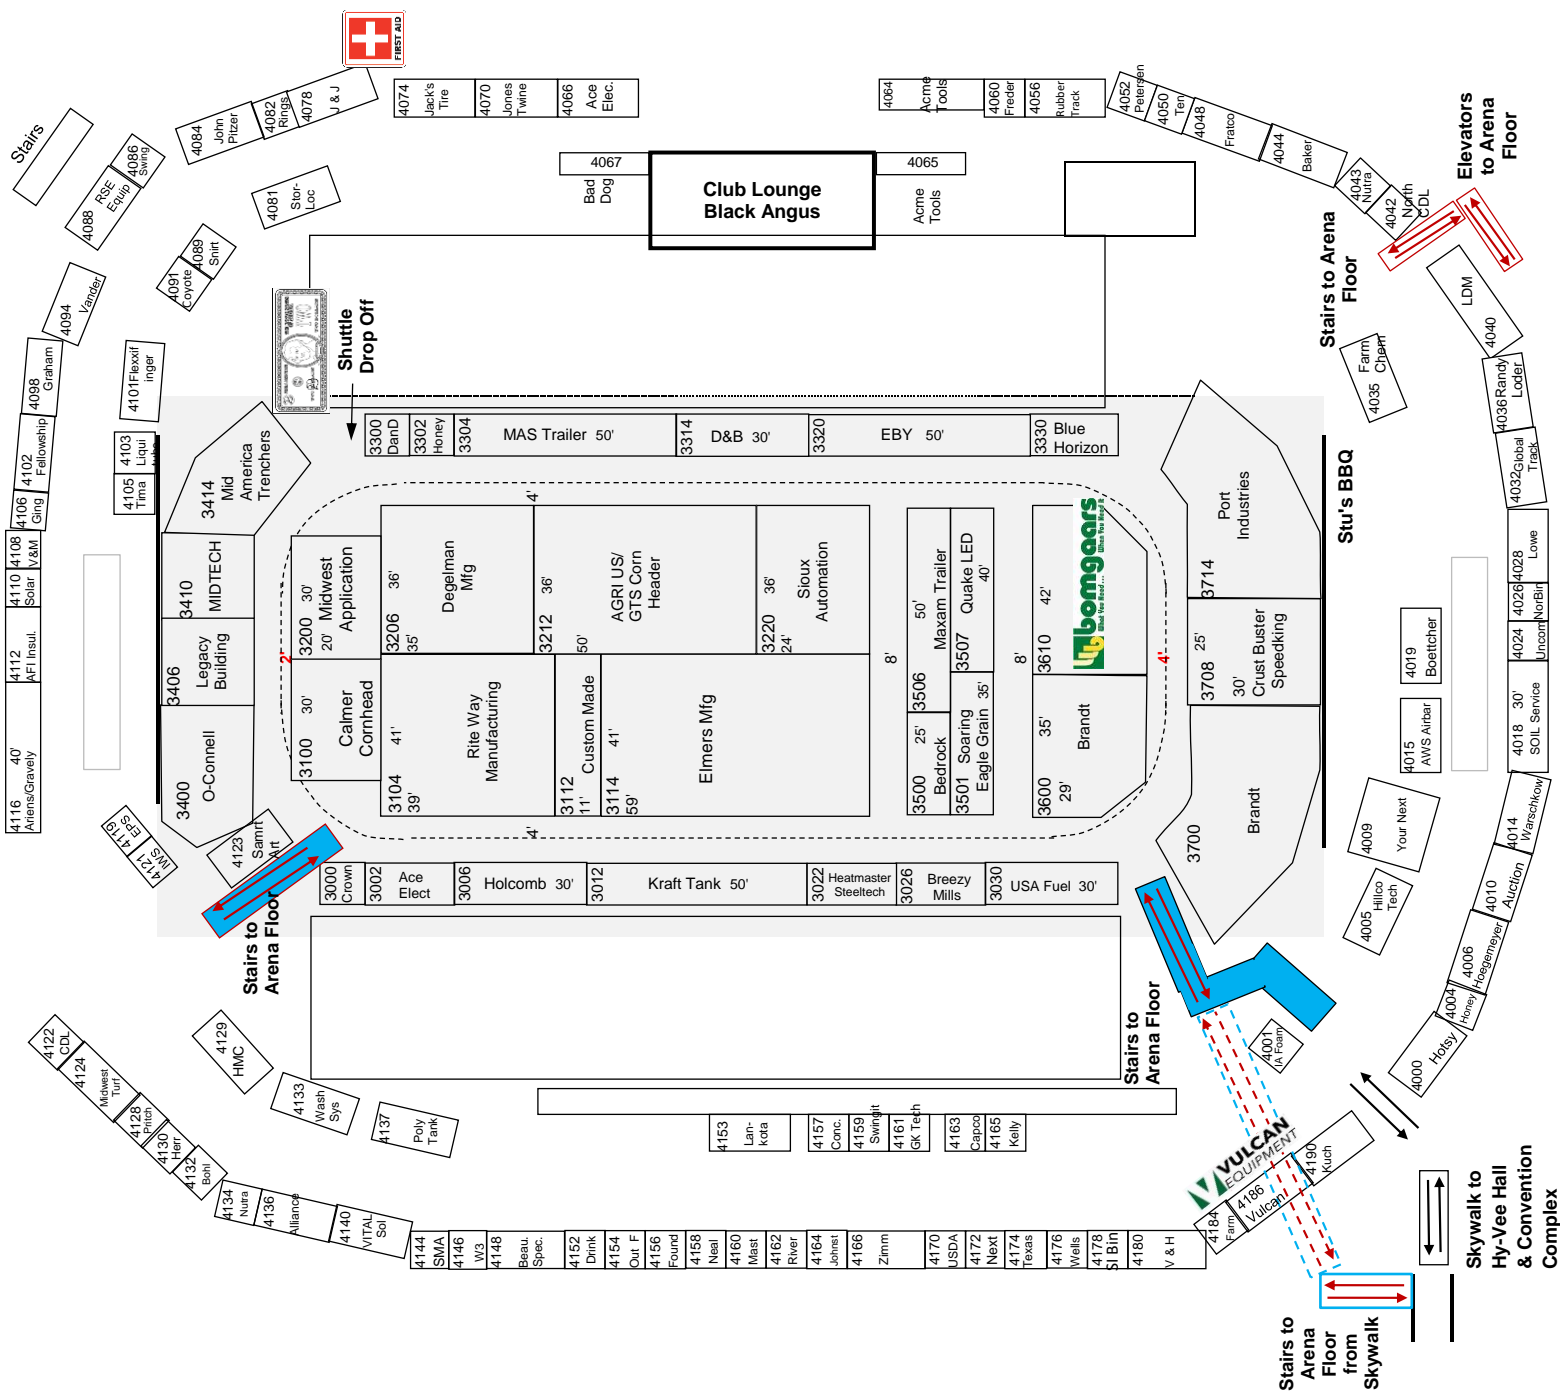 FIRST AID
Stairs
4086
Swing
4088
RSE
Equip
4084
John
Pitzer
4082
Rings
4078
J & J
4074
Jack's
Tire
4070
Jones
Twine
4066
Ace
Elec.
4064
Acme
Tools
4060
Freder
4056
Rubber
Track
4052
Petersen
4050
Ten
4048
Fratco
4044
Baker
4043
Nutra
4042
North
CDL
Elevators
to Arena
Floor
4081
Stor-
Loc
4067
Bad
Dog
Club Lounge
Black Angus
4065
Acme
Tools
4089
Snirt
4091
Coyote
4094
Vander
Stairs to Arena
Floor
LDM
4040
4098
Graham
4101Flexxif
inger
Shuttle
Drop Off
4035
Farm
Chem
4036Randy
Loder
4102
Fellowship
4103
Liqui
4105
Tima
4106
Ging
3414
Mid
America
Trenchers
3300
DanD
3302
Honey
3304
MAS Trailer 50'
3314
D&B 30'
3320
EBY 50'
3330
Blue
Horizon
Port
Industries
3714
Stu's BBQ
4032Global
Track
4108
V&M
4110
Solar
4112
AFI Insul.
4116 40'
Ariens/Gravely
3410
MIDTECH
3406
Legacy
Building
3400
O-Connell
2'
4'
3200 30'
20' Midwest
Application
3206 36'
35'
Degelman
Mfg
3212 36'
50'
AGRI US/
GTS Corn
Header
3220 36'
24'
Sioux
Automation
8'
3506 50'
Maxam Trailer
3507 Quake LED
40'
8'
3610 42'
bomgaars
What You Need... When You Need It
4'
3708 25'
30'
Crust Buster
Speedking
4028
Lowe
4026
NorBin
4024
Uncom
4019
Boettcher
4015
AWS Airbar
4018 30'
SOIL Service
3100 30'
Calmer
Cornhead
3104 41'
39'
Rite Way
Manufacturing
3112
11'
Custom Made
3114 41'
59'
Elmers Mfg
3500 25'
Bedrock
3501 Soaring
Eagle Grain 35'
3600 35'
29'
Brandt
3700
Brandt
4'
4119
EPS
4121
IWS
4123
Samrt
Art
Stairs to
Arena Floor
3000
Crown
3002
Ace
Elect
3006
Holcomb 30'
3012
Kraft Tank 50'
3022
Heatmaster
Steeltech
3026
Breezy
Mills
3030
USA Fuel 30'
4009
Your Next
4005
Hillco
Tech
4014
Warschkow
4010
Auction
4006
Hoegemeyer
4004
Honey
4000
Hotsy
4001
IA Foam
Stairs to
Arena Floor
4122
CDL
4124
Midwest
Turf
4128
Pritch
4130
Herr
4132
Bohl
4129
HMC
4133
Wash
Sys
4137
Poly
Tank
4153
Lan-
kota
4157
Conc.
4159
Swingit
4161
GK Tech
4163
Capco
4165
Kelly
4134
Nutra
4136
Alliance
4140
VITAL
Sol
4144
SMA
4146
W3
4148
Beau.
Spec.
4152
Drink
4154
Out F
4156
Found
4158
Neal
4160
Mast
4162
River
4164
Johnst
4166
Zimm
4170
USDA
4172
Next
4174
Texas
4176
Wells
4178
SI Bin
4180
V & H
4184
Farm
4186
Vulcan
4190
Kuch
VULCAN
EQUIPMENT
Skywalk to
Hy-Vee Hall
& Convention
Complex
Stairs to
Arena
Floor
from
Skywalk